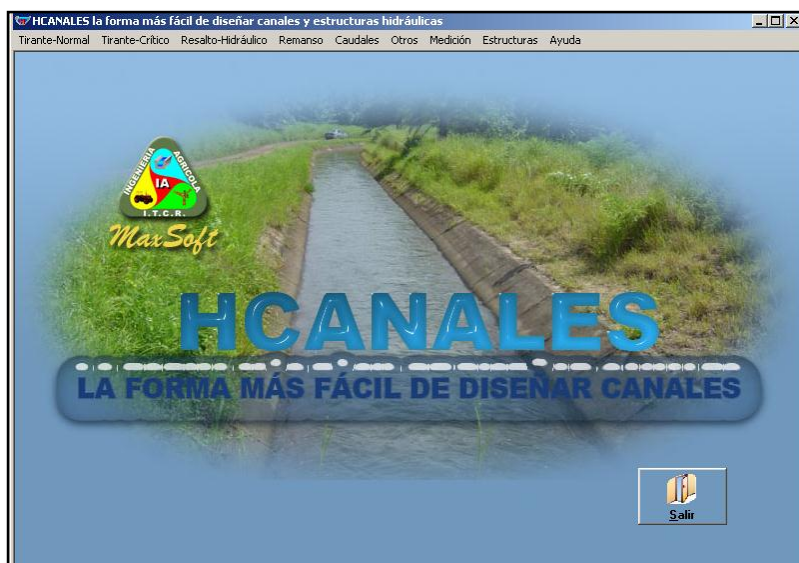 HCANALES la forma más fácil de diseñar canales y estructuras hidráulicas
Tirante-Normal Tirante-Crítico Resalto-Hidráulico Remanso Caudales Otros Medición Estructuras Ayuda
INGENIERIA AGRICOLA
IA
I.T.C.R.
MaxSoft
HCANALES
LA FORMA MÁS FÁCIL DE DISEÑAR CANALES
Salir